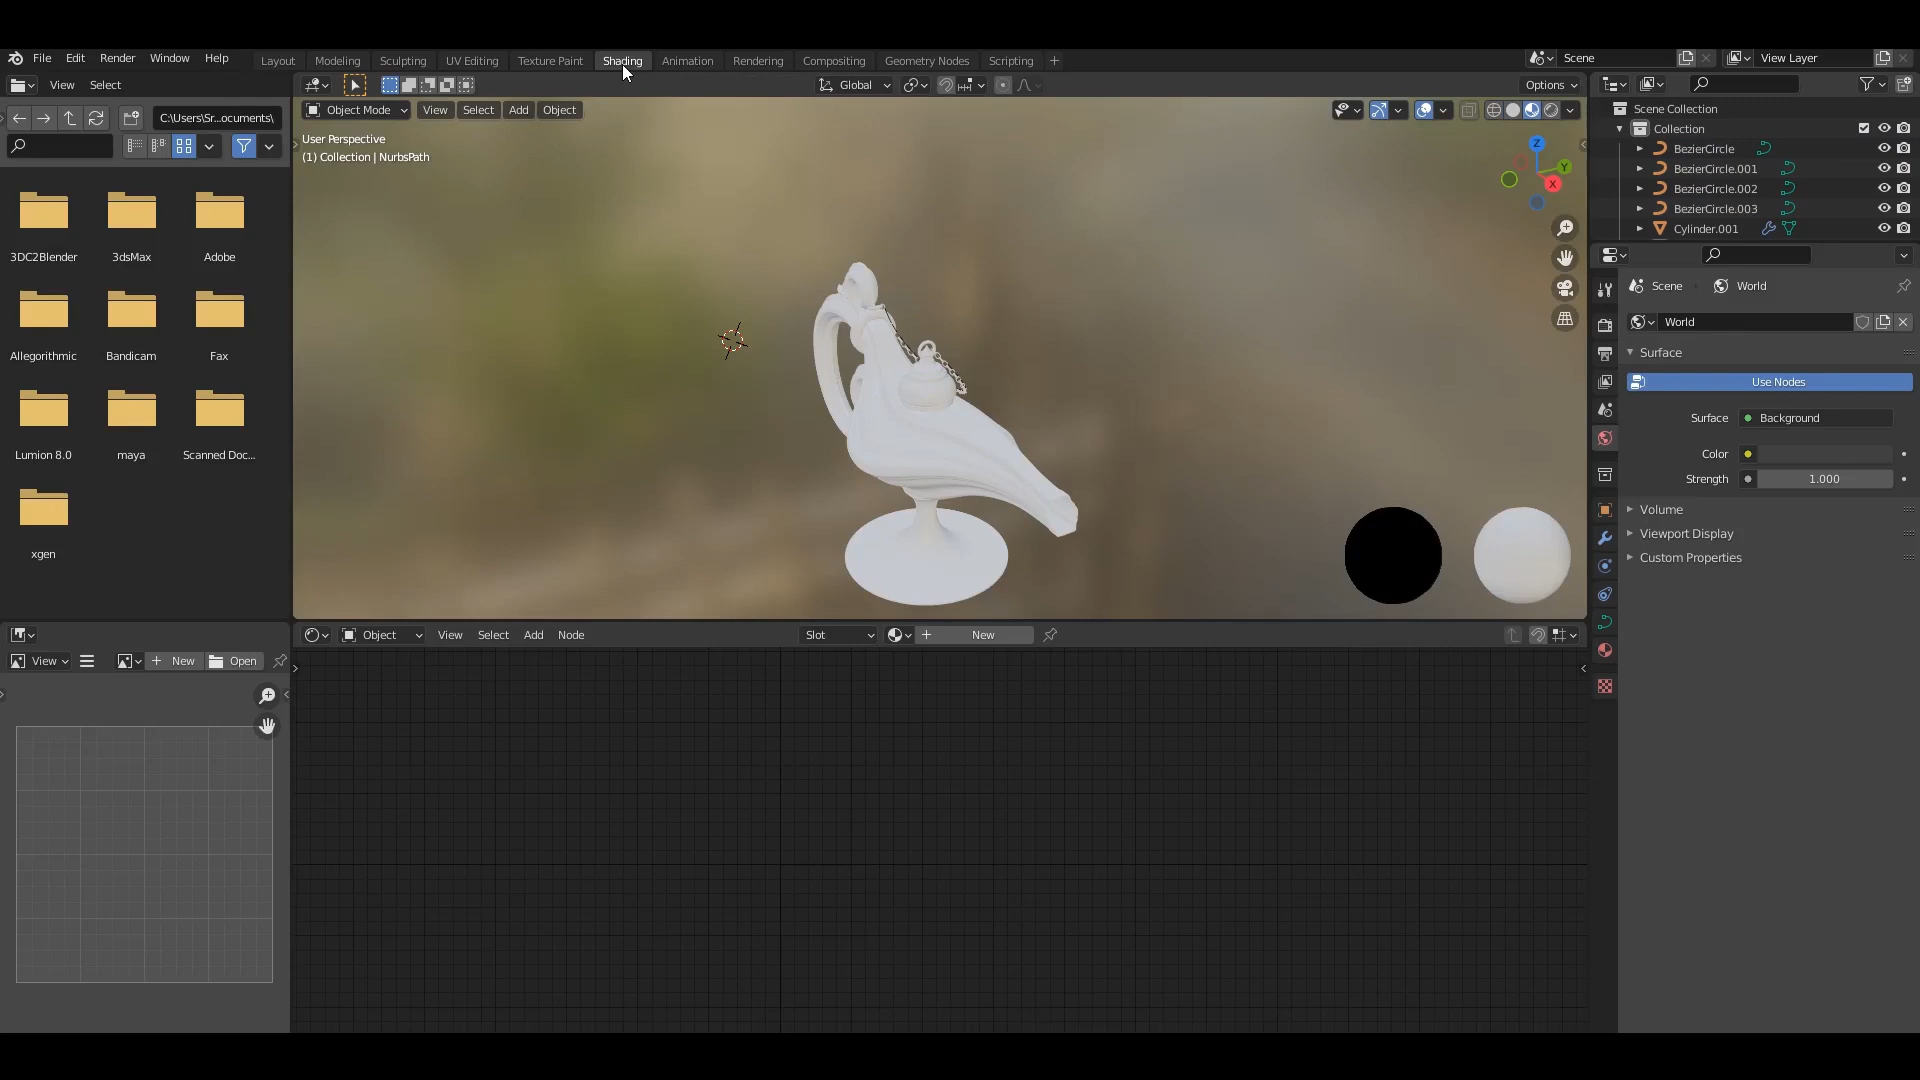 File Edit Render Window Help Layout Modeling Sculpting UV Editing Texture Paint Shading Animation Rendering Compositing Geometry Nodes Scripting Scene View Layer
View Select
Global Options
C:\Users\Sr...ocuments\
Object Mode View Select Add Object
User Perspective
(1) Collection | NurbsPath
Z
Y
X
3DC2Blender 3dsMax Adobe
Allegorithmic Bandicam Fax
Lumion 8.0 maya Scanned Doc...
xgen
Scene Collection
Collection
BezierCircle
BezierCircle.001
BezierCircle.002
BezierCircle.003
Cylinder.001
Scene World
World
Surface
Use Nodes
Surface Background
Color
Strength 1.000
Volume
Viewport Display
Custom Properties
Object View Select Add Node Slot New
View New Open